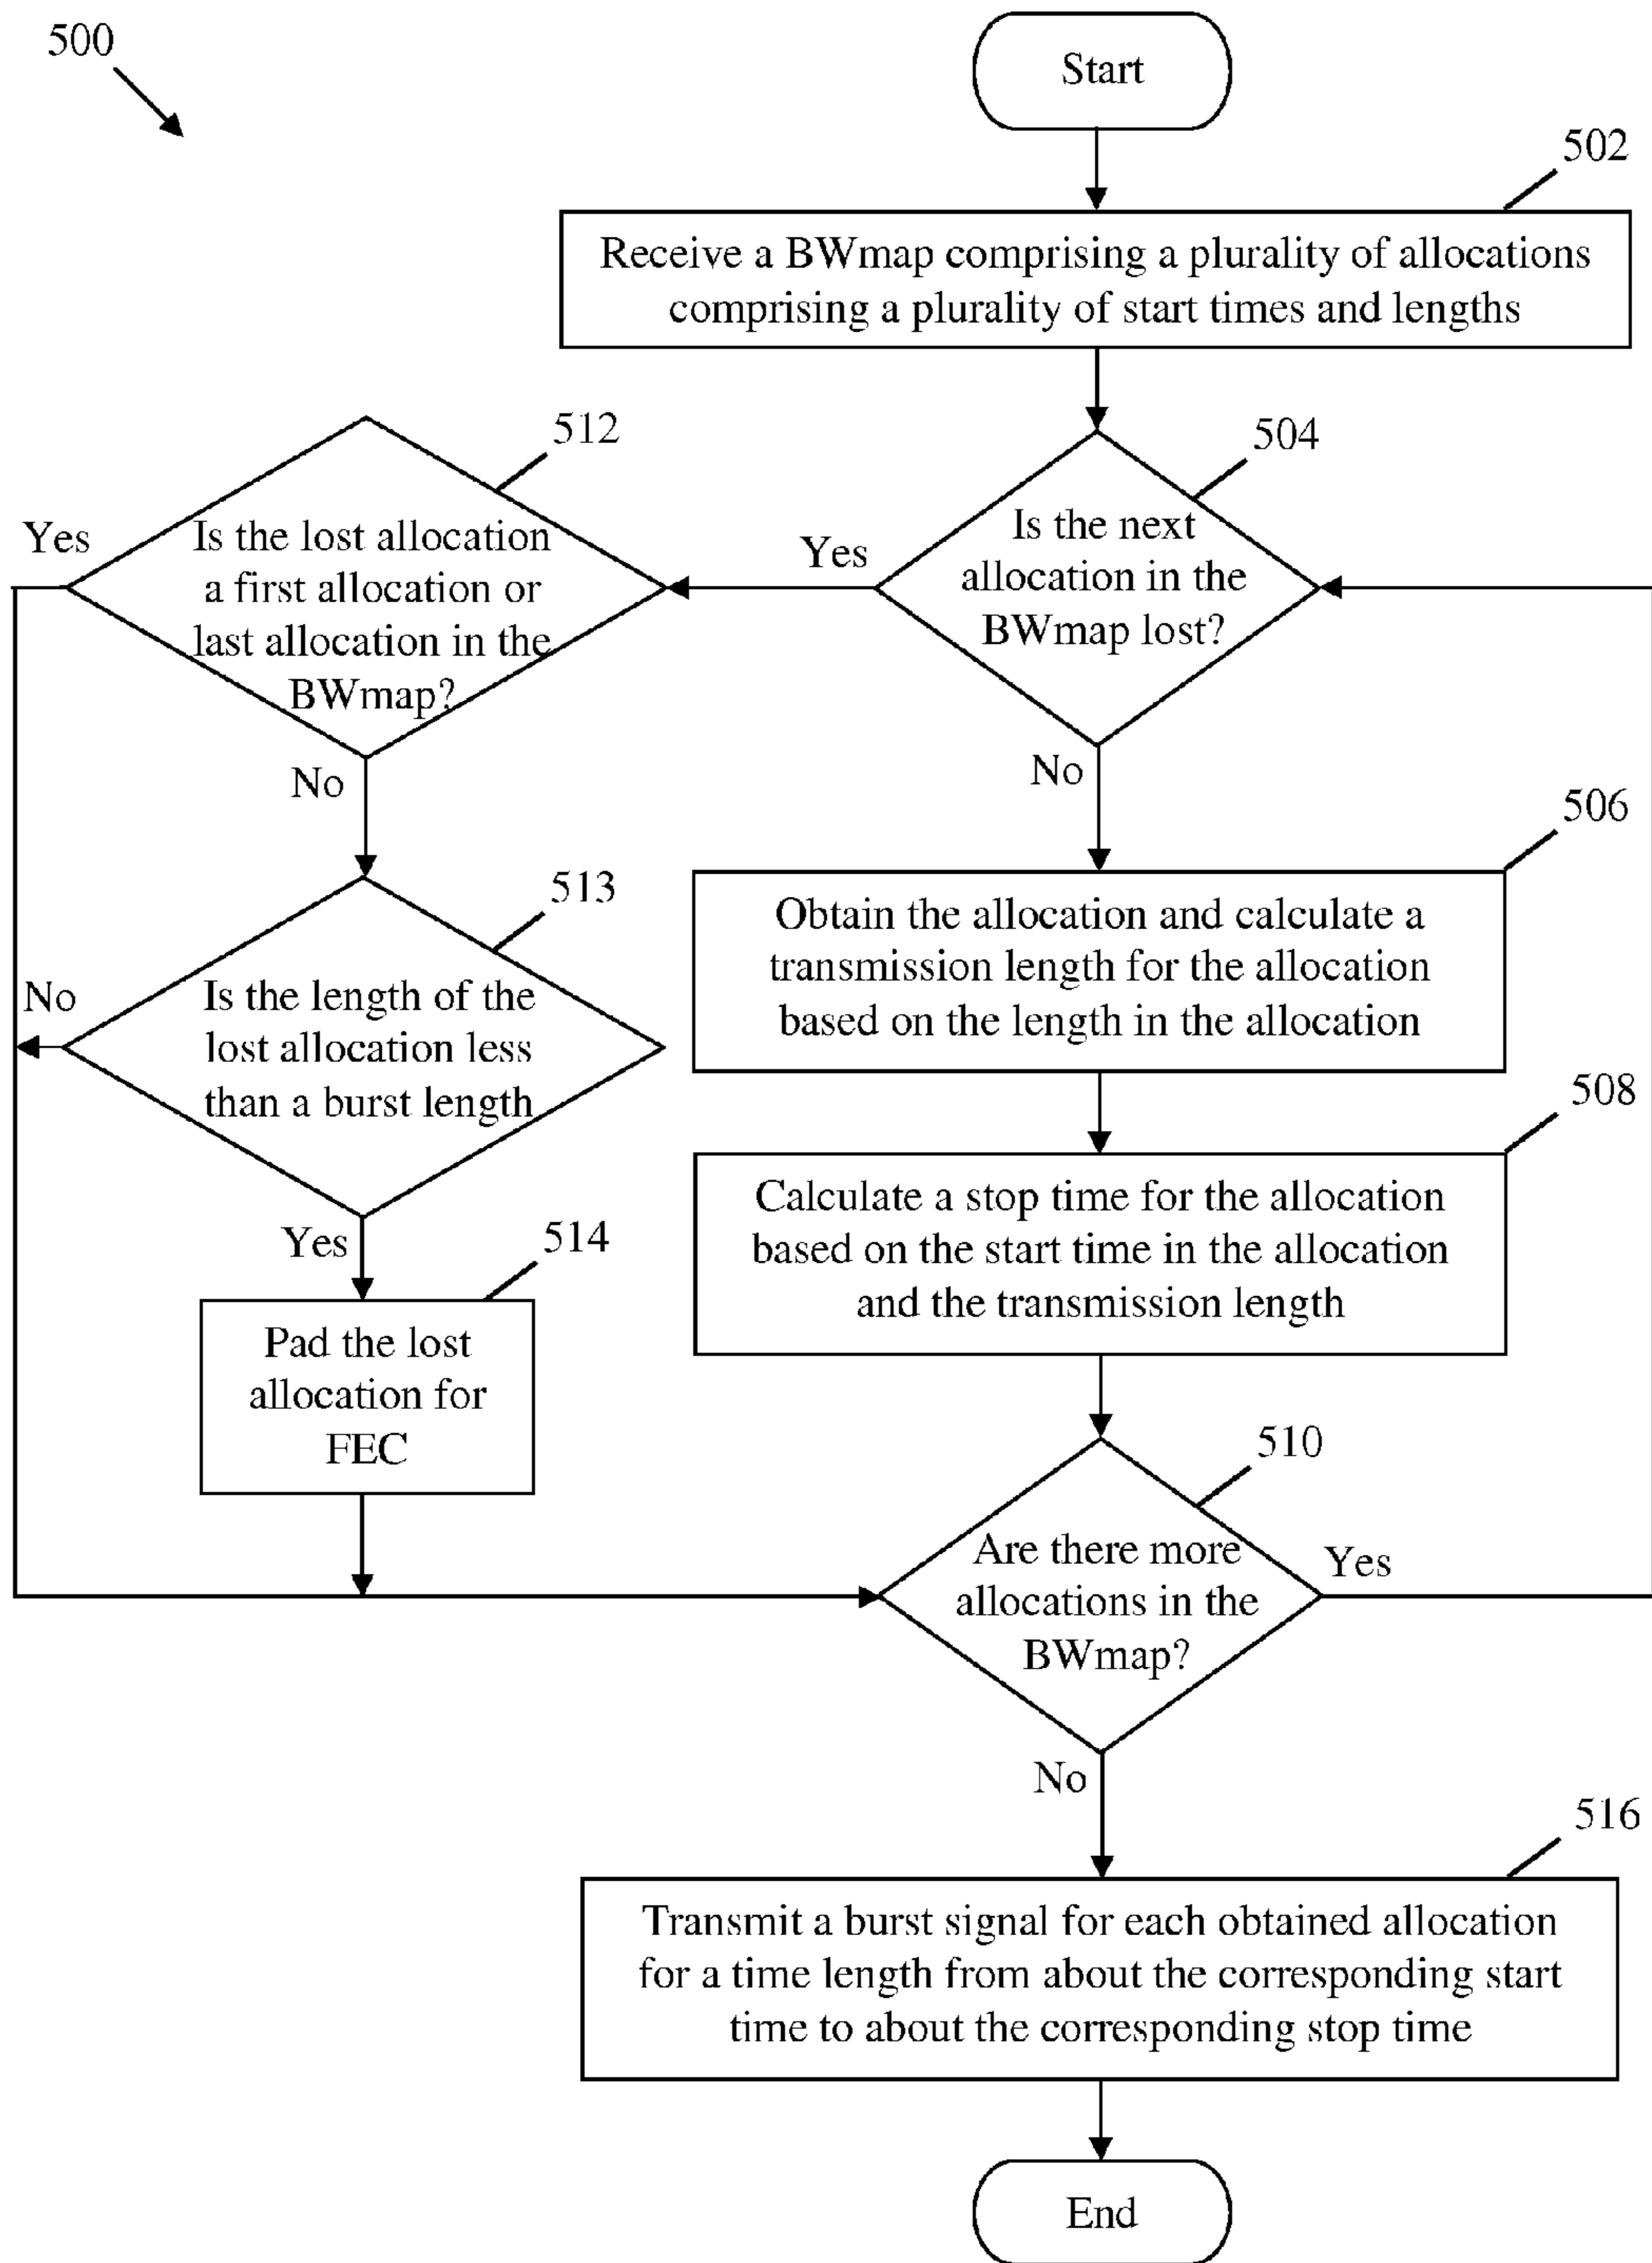 500
Start
502
Receive a BWmap comprising a plurality of allocations
comprising a plurality of start times and lengths
512
504
Yes
Is the lost allocation
a first allocation or
last allocation in the
BWmap?
Yes
Is the next
allocation in the
BWmap lost?
No
No
513
506
No
Is the length of the
lost allocation less
than a burst length
Obtain the allocation and calculate a
transmission length for the allocation
based on the length in the allocation
508
Yes
514
Calculate a stop time for the allocation
based on the start time in the allocation
and the transmission length
Pad the lost
allocation for
FEC
510
Are there more
allocations in the
BWmap?
Yes
No
516
Transmit a burst signal for each obtained allocation
for a time length from about the corresponding start
time to about the corresponding stop time
End